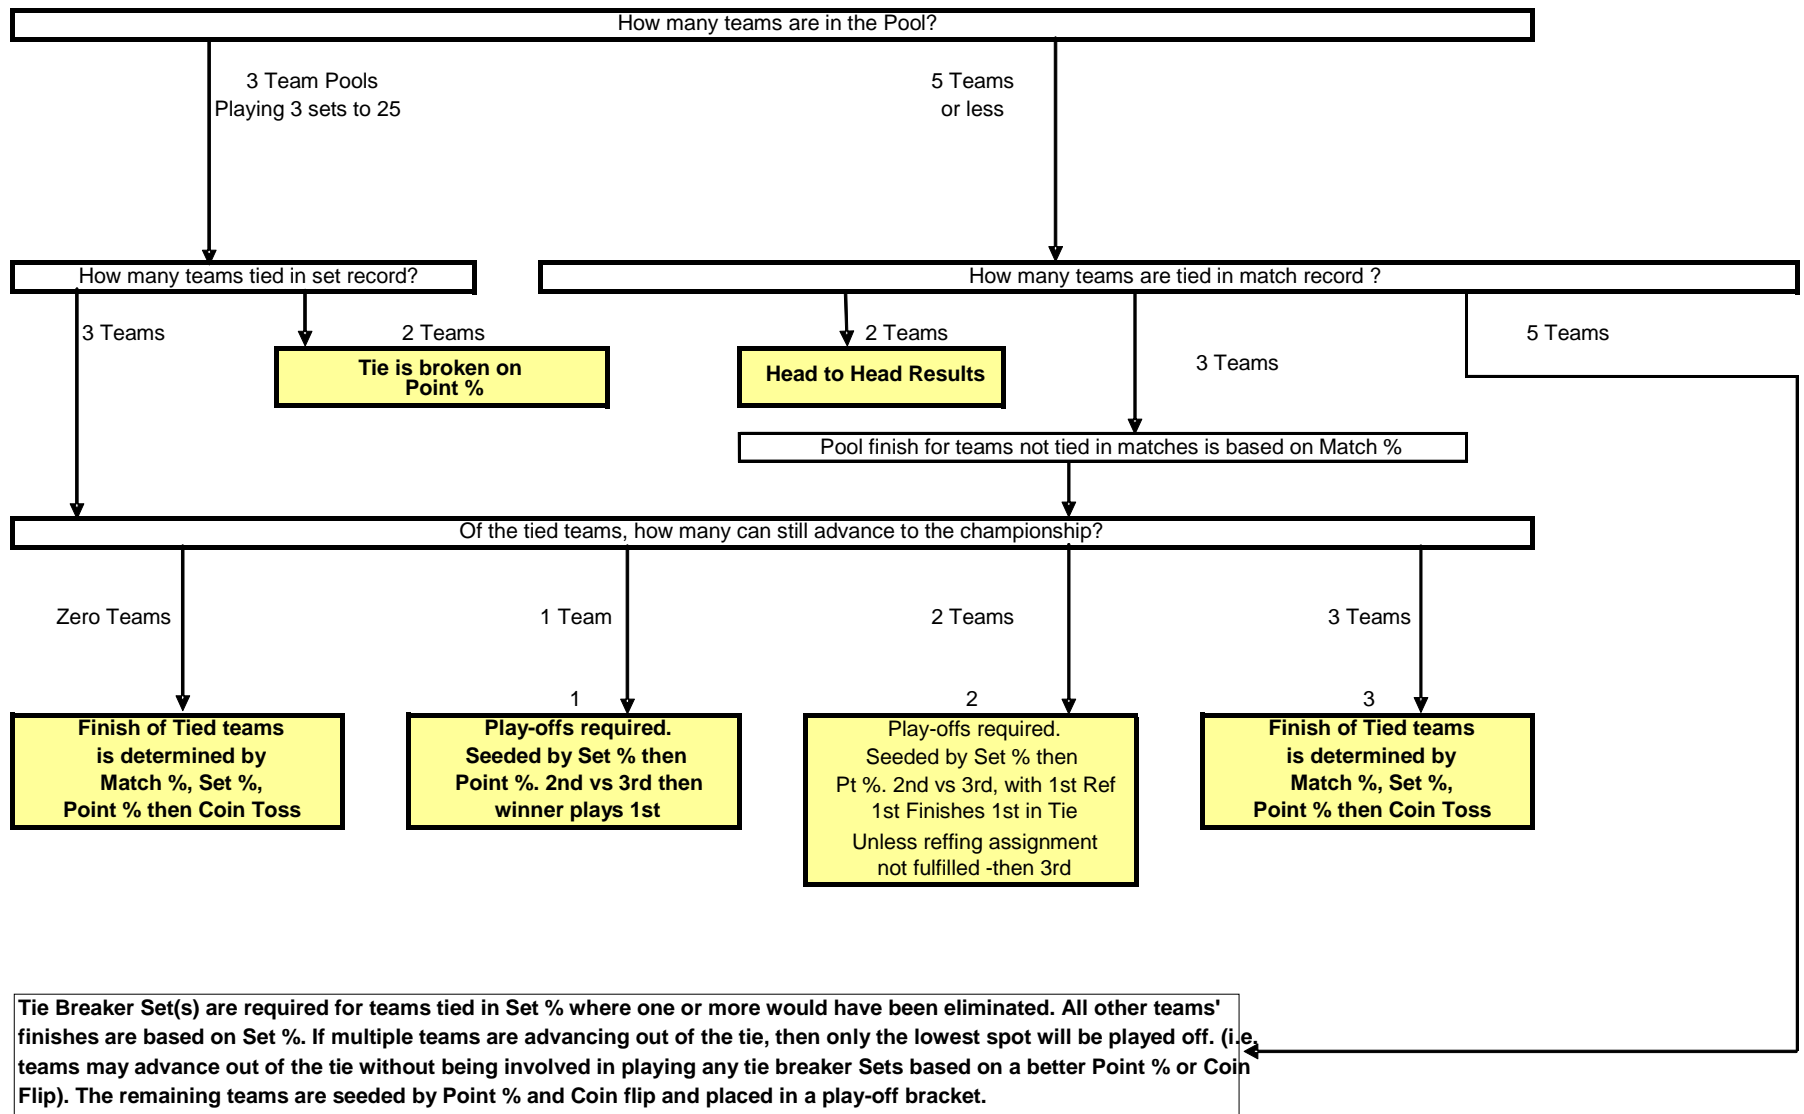 How many teams are in the Pool?
3 Team Pools
Playing 3 sets to 25
5 Teams
or less
How many teams tied in set record?
How many teams are tied in match record ?
3 Teams
2 Teams
2 Teams
3 Teams
5 Teams
Tie is broken on
Point %
Head to Head Results
Pool finish for teams not tied in matches is based on Match %
Of the tied teams, how many can still advance to the championship?
Zero Teams
1 Team
2 Teams
3 Teams
1
2
3
Finish of Tied teams
is determined by
Match %, Set %,
Point % then Coin Toss
Play-offs required.
Seeded by Set % then
Point %. 2nd vs 3rd then
winner plays 1st
Play-offs required.
Seeded by Set % then
Pt %. 2nd vs 3rd, with 1st Ref
1st Finishes 1st in Tie
Unless reffing assignment
not fulfilled -then 3rd
Finish of Tied teams
is determined by
Match %, Set %,
Point % then Coin Toss
Tie Breaker Set(s) are required for teams tied in Set % where one or more would have been eliminated. All other teams'
finishes are based on Set %. If multiple teams are advancing out of the tie, then only the lowest spot will be played off. (i.e.
teams may advance out of the tie without being involved in playing any tie breaker Sets based on a better Point % or Coin
Flip). The remaining teams are seeded by Point % and Coin flip and placed in a play-off bracket.